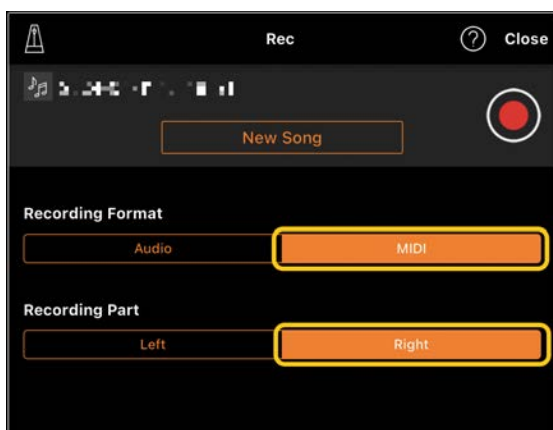 Rec
? Close
New Song
Recording Format
Audio MIDI
Recording Part
Left Right